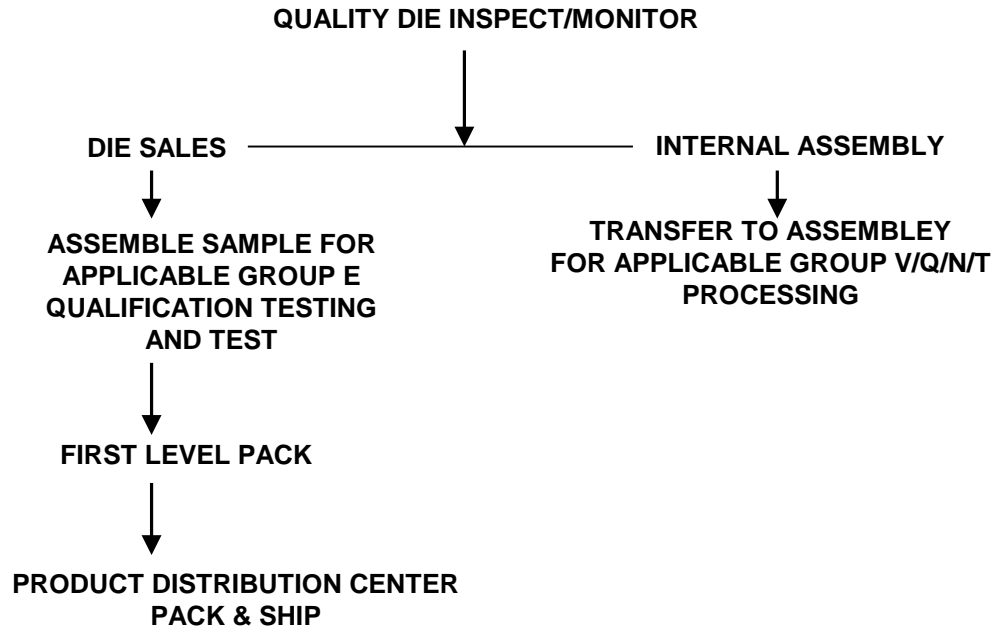 QUALITY DIE INSPECT/MONITOR
DIE SALES
INTERNAL ASSEMBLY
ASSEMBLE SAMPLE FOR
APPLICABLE GROUP E
QUALIFICATION TESTING
AND TEST
TRANSFER TO ASSEMBLEY
FOR APPLICABLE GROUP V/Q/N/T
PROCESSING
FIRST LEVEL PACK
PRODUCT DISTRIBUTION CENTER
PACK & SHIP